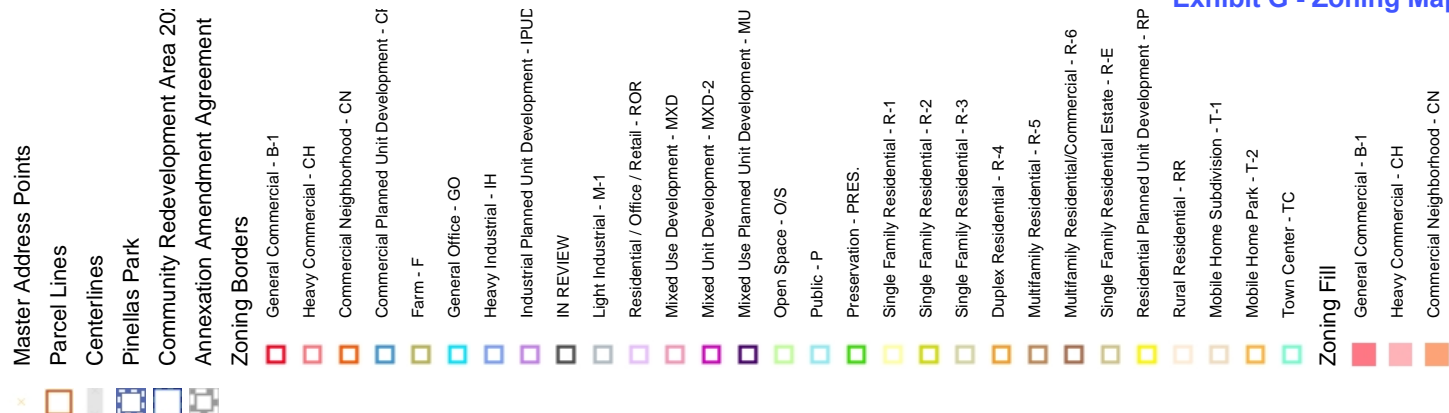 Exhibit G - Zoning Map
Master Address Points
Parcel Lines
Centerlines
Pinellas Park
Community Redevelopment Area
Annexation Amendment Agreement
Zoning Borders
General Commercial - B-1
Heavy Commercial - CH
Commercial Neighborhood - CN
Commercial Planned Unit Development -
Farm - F
General Office - GO
Heavy Industrial - IH
Industrial Planned Unit Development - IPUD
IN REVIEW
Light Industrial - M-1
Residential / Office / Retail - ROR
Mixed Use Development - MXD
Mixed Unit Development - MXD-2
Mixed Use Planned Unit Development - MU
Open Space - O/S
Public - P
Preservation - PRES.
Single Family Residential - R-1
Single Family Residential - R-2
Single Family Residential - R-3
Duplex Residential - R-4
Multifamily Residential - R-5
Multifamily Residential/Commercial - R-6
Single Family Residential Estate - R-E
Residential Planned Unit Development - RP
Rural Residential - RR
Mobile Home Subdivision - T-1
Mobile Home Park - T-2
Town Center - TC
Zoning Fill
General Commercial - B-1
Heavy Commercial - CH
Commercial Neighborhood - CN